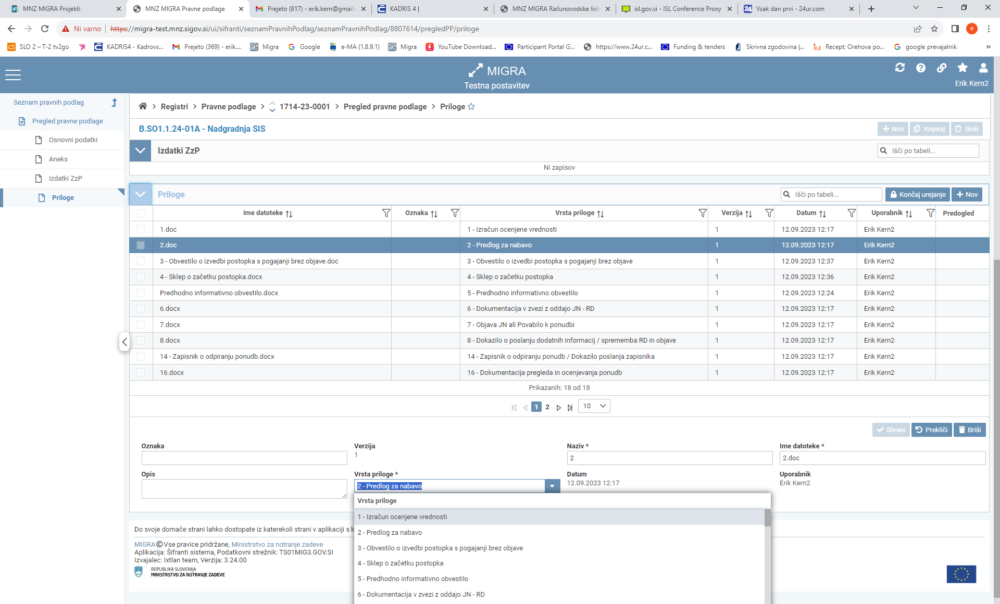 MNZ MIGRA Projekti
MNZ MIGRA Pravne podlage
Prejeto (817) - erik.kern@gmail.c
KADRIS 4 |
MNZ MIGRA Računovodske listi
isl.gov.si - ISL Conference Proxy
Vsak dan prvi - 24ur.com
Ni varno
https://migra-test.mnz.sigov.si/ui/sifranti/seznamPravnihPodlag/seznamPravnihPodlag/8807614/pregledPP/priloge
e
SLO 2 – T-2 tv2go
KADRIS4 - Kadrovs...
Prejeto (369) - erik....
Migra
Google
e-MA (1.8.9.1)
Migra
YouTube Download...
Participant Portal G...
https://www.24ur.c...
Funding & tenders
Skrivna zgodovina |...
Recept: Orehova po...
google prevajalnik
»
MIGRA
Testna postavitev
Erik Kern2
Seznam pravnih podlag
Pregled pravne podlage
Osnovni podatki
Aneks
Izdatki ZzP
Priloge
Registri > Pravne podlage > 1714-23-0001 > Pregled pravne podlage > Priloge
B.SO1.1.24-01A - Nadgradnja SIS
Nov Kopiraj Briši
Izdatki ZzP
Išči po tabeli...
Ni zapisov
Priloge
Išči po tabeli...
Končaj urejanje
Nov
Ime datoteke Oznaka Vrsta priloge Verzija Datum Uporabnik Predogled
1.doc 1 - Izračun ocenjene vrednosti 1 12.09.2023 12:17 Erik Kern2
2.doc 2 - Predlog za nabavo 1 12.09.2023 12:17 Erik Kern2
3 - Obvestilo o izvedbi postopka s pogajanji brez objave.doc 3 - Obvestilo o izvedbi postopka s pogajanji brez objave 1 12.09.2023 12:37 Erik Kern2
4 - Sklep o začetku postopka.docx 4 - Sklep o začetku postopka 1 12.09.2023 12:36 Erik Kern2
Predhodno informativno obvestilo.docx 5 - Predhodno informativno obvestilo 1 12.09.2023 12:24 Erik Kern2
6.docx 6 - Dokumentacija v zvezi z oddajo JN - RD 1 12.09.2023 12:17 Erik Kern2
7.docx 7 - Objava JN ali Povabilo k ponudbi 1 12.09.2023 12:17 Erik Kern2
8.docx 8 - Dokazilo o poslanju dodatnih informacij / sprememba RD in objave 1 12.09.2023 12:17 Erik Kern2
14 - Zapisnik o odpiranju ponudb.docx 14 - Zapisnik o odpiranju ponudb / Dokazilo poslanja zapisnika 1 12.09.2023 12:17 Erik Kern2
16.docx 16 - Dokumentacija pregleda in ocenjevanja ponudb 1 12.09.2023 12:17 Erik Kern2
Prikazanih: 18 od 18
1 2 10
Shrani Prekliči Briši
Oznaka Verzija Naziv * Ime datoteke *
1 2 2.doc
Opis Vrsta priloge * Datum Uporabnik
2 - Predlog za nabavo 12.09.2023 12:17 Erik Kern2
Vrsta priloge
1 - Izračun ocenjene vrednosti
2 - Predlog za nabavo
3 - Obvestilo o izvedbi postopka s pogajanji brez objave
4 - Sklep o začetku postopka
5 - Predhodno informativno obvestilo
6 - Dokumentacija v zvezi z oddajo JN - RD
Do svoje domače strani lahko dostopate iz katerekoli strani v aplikaciji s k
MIGRA © Vse pravice pridržane, Ministrstvo za notranje zadeve
Aplikacija: Šifranti sistema, Podatkovni strežnik: TS01MIG3.GOV.SI
Izvajalec: Ixtlan team, Verzija: 3.24.00
REPUBLIKA SLOVENIJA
MINISTRSTVO ZA NOTRANJE ZADEVE